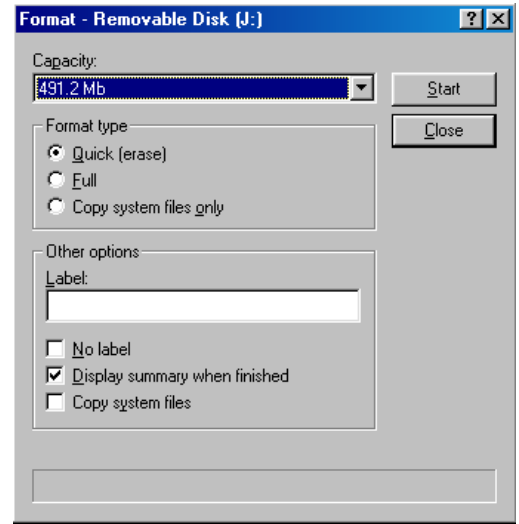 Format - Removable Disk (J:)
Capacity:
491.2 Mb
Start
Format type
Close
Quick (erase)
Full
Copy system files only
Other options
Label:
No label
Display summary when finished
Copy system files